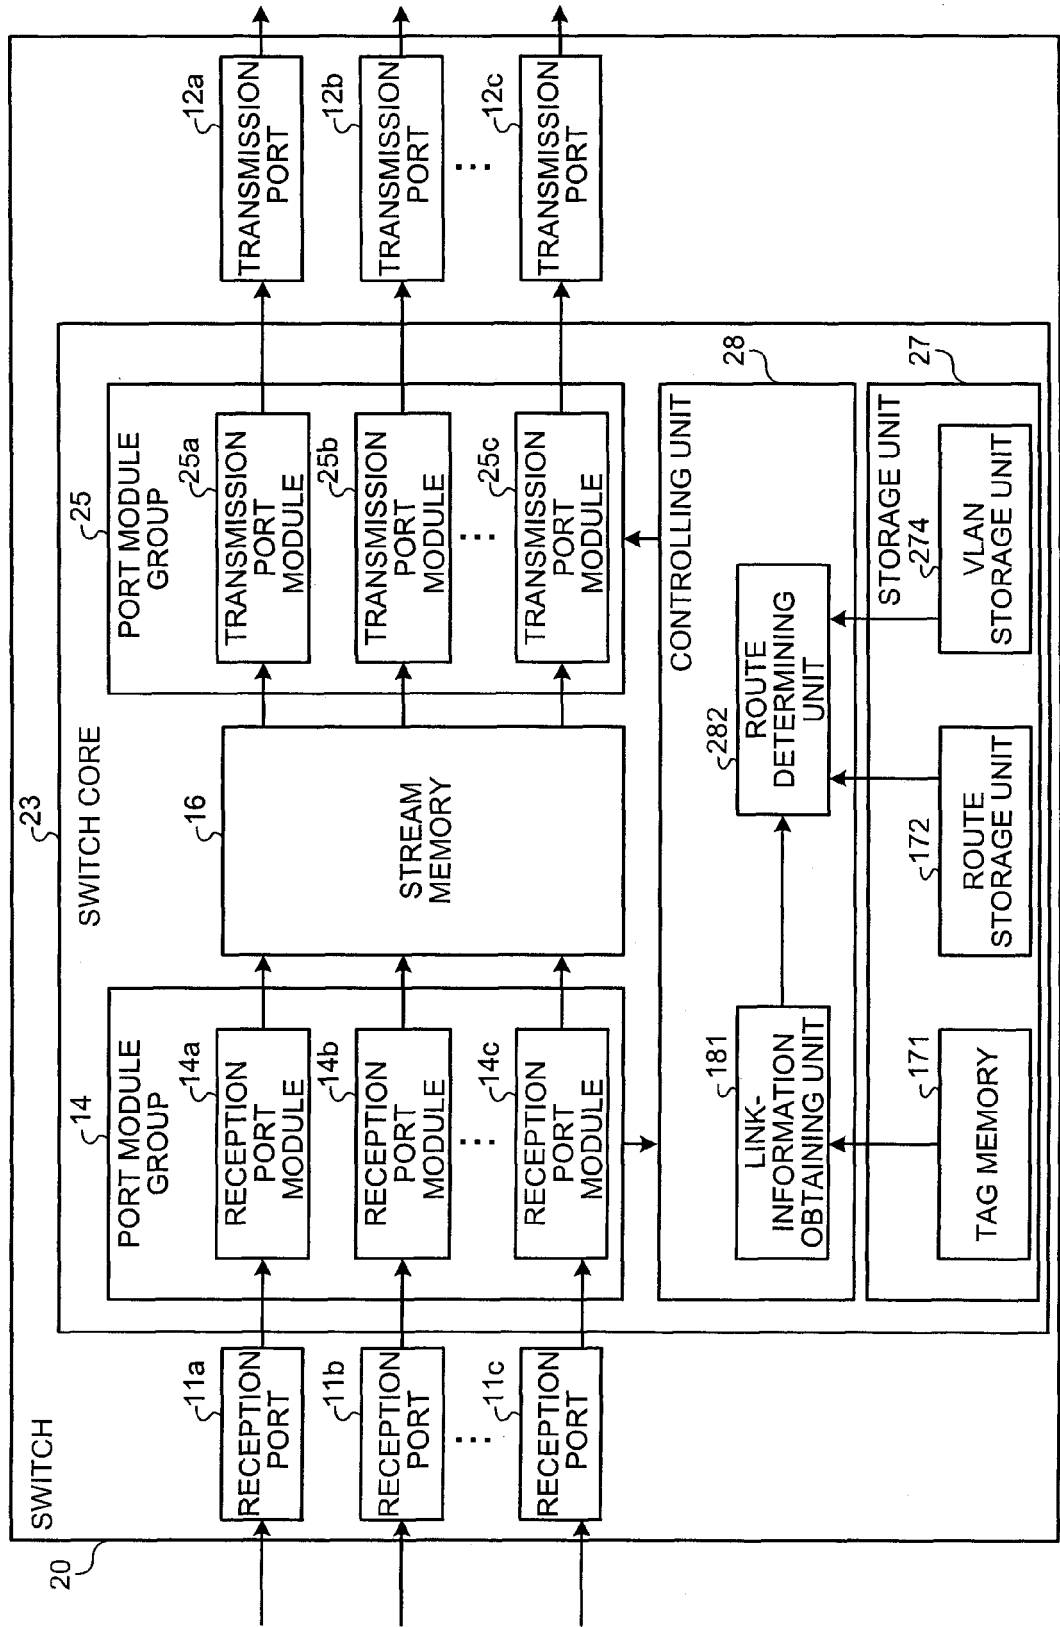 SWITCH
20
SWITCH CORE
23
11a
RECEPTION
PORT
11b
RECEPTION
PORT
...
11c
RECEPTION
PORT
14
PORT MODULE
GROUP
14a
RECEPTION
PORT
MODULE
14b
RECEPTION
PORT
MODULE
...
14c
RECEPTION
PORT
MODULE
16
STREAM
MEMORY
25
PORT MODULE
GROUP
25a
TRANSMISSION
PORT
MODULE
25b
TRANSMISSION
PORT
MODULE
...
25c
TRANSMISSION
PORT
MODULE
12a
TRANSMISSION
PORT
12b
TRANSMISSION
PORT
...
12c
TRANSMISSION
PORT
CONTROLLING UNIT
28
181
LINK-
INFORMATION
OBTAINING UNIT
282
ROUTE
DETERMINING
UNIT
STORAGE UNIT
27
171
TAG MEMORY
172
ROUTE
STORAGE UNIT
274
VLAN
STORAGE UNIT